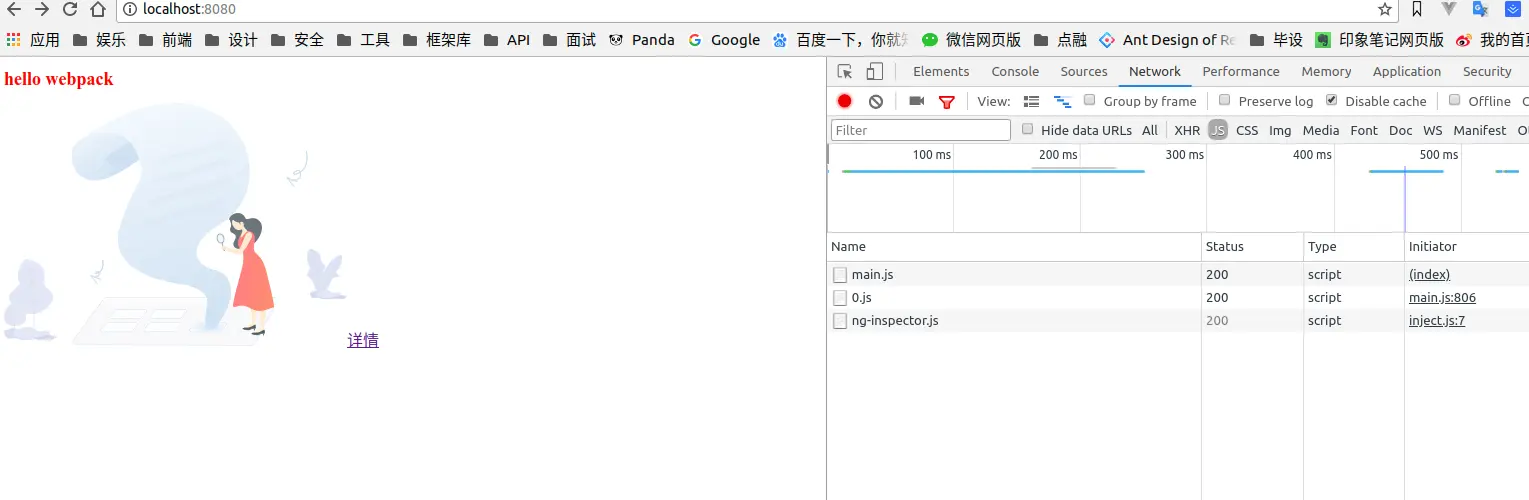 localhost:8080
应用 娱乐 前端 设计 安全 工具 框架库 API 面试 Panda Google 百度一下，你就 微信网页版 点融 Ant Design of Re 毕设 印象笔记网页版 我的首
hello webpack
详情
Elements Console Sources Network Performance Memory Application Security
View: Group by frame Preserve log Disable cache Offline
Filter Hide data URLs All XHR JS CSS Img Media Font Doc WS Manifest
100 ms 200 ms 300 ms 400 ms 500 ms
Name Status Type Initiator
main.js 200 script (index)
0.js 200 script main.js:806
ng-inspector.js 200 script inject.js:7